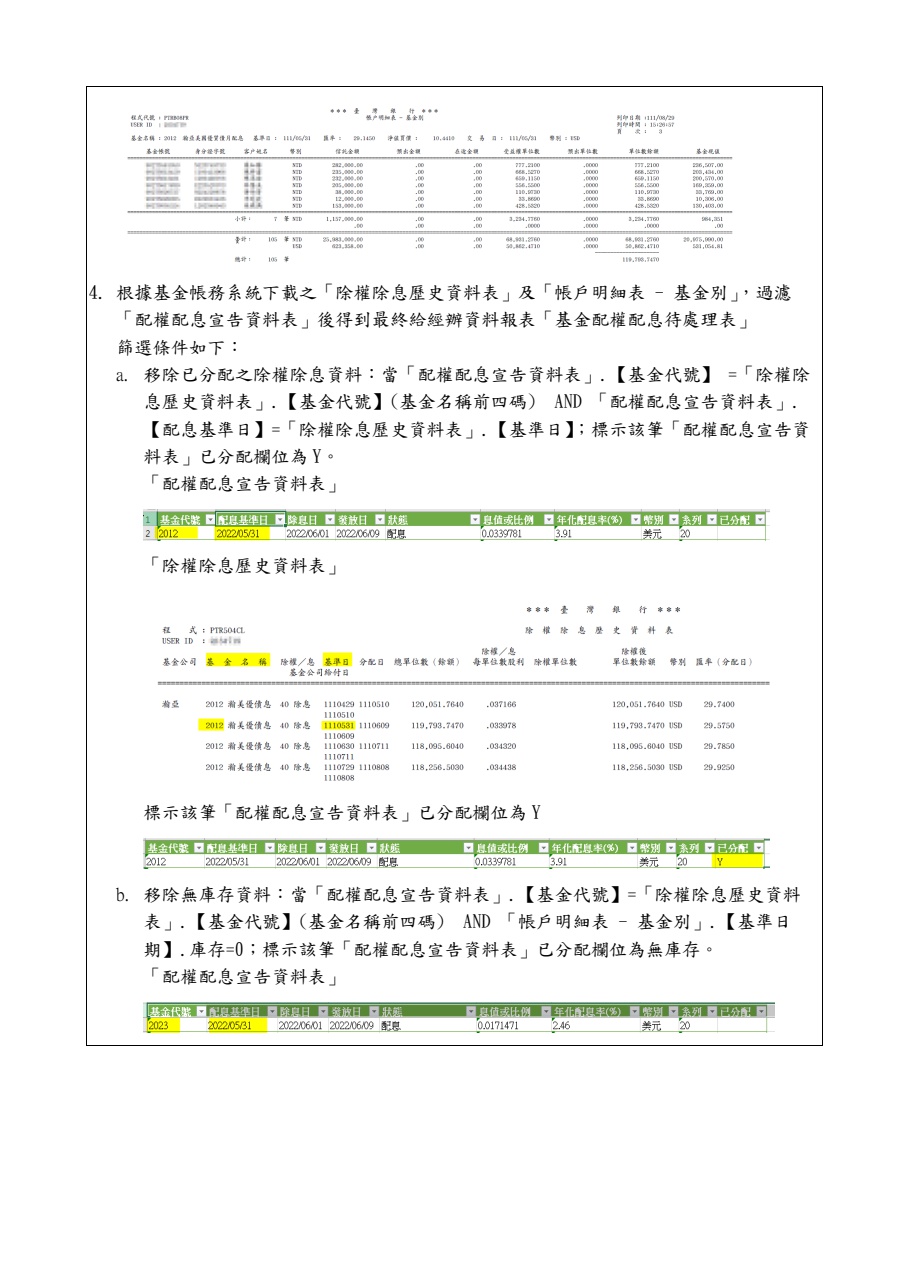 *** 臺 灣 銀 行 ***
程式代號 : PTRB08PR 帳戶明細表 - 基金別 列印日期 :111/08/29
USER ID : 列印時間 : 15:26:57
頁 次 : 3
基金名稱 : 2012 瀚亞美國優質債月配息 基準日 : 111/05/31 匯率 : 29.1450 淨值買價 : 10.4410 交 易 日 : 111/05/31 幣別 : USD
基金帳號 身分證字號 客戶姓名 幣別 信託金額 預出金額 在途金額 受益權單位數 預出單位數 單位數餘額 基金現值
NTD 282,000.00 .00 .00 777.2100 .0000 777.2100 236,507.00
NTD 235,000.00 .00 .00 668.5270 .0000 668.5270 203,434.00
NTD 232,000.00 .00 .00 659.1150 .0000 659.1150 200,570.00
NTD 205,000.00 .00 .00 556.5500 .0000 556.5500 169,359.00
NTD 38,000.00 .00 .00 110.9730 .0000 110.9730 33,769.00
NTD 12,000.00 .00 .00 33.8690 .0000 33.8690 10,306.00
NTD 153,000.00 .00 .00 428.5320 .0000 428.5320 130,403.00
小計: 7 筆 NTD 1,157,000.00 .00 .00 3,234.7760 .0000 3,234.7760 984,351
.00 .00 .00 .0000 .0000 .0000 .00
臺計: 105 筆 NTD 25,983,000.00 .00 .00 68,931.2760 .0000 68,931.2760 20,975,990.00
USD 623,358.00 .00 .00 50,862.4710 .0000 50,862.4710 531,054.81
總計: 105 筆 119,793.7470
4. 根據基金帳務系統下載之「除權除息歷史資料表」及「帳戶明細表 - 基金別」,過濾
「配權配息宣告資料表」後得到最終給經辦資料報表「基金配權配息待處理表」
篩選條件如下:
a. 移除已分配之除權除息資料:當「配權配息宣告資料表」.【基金代號】 =「除權除
息歷史資料表」.【基金代號】(基金名稱前四碼) AND 「配權配息宣告資料表」.
【配息基準日】=「除權除息歷史資料表」.【基準日】;標示該筆「配權配息宣告資
料表」已分配欄位為 Y。
「配權配息宣告資料表」
1 基金代號 配息基準日 除息日 發放日 狀態 息值或比例 年化配息率(%) 幣別 系列 已分配
2 2012 2022/05/31 2022/06/01 2022/06/09 配息 0.0339781 3.91 美元 20
「除權除息歷史資料表」
*** 臺 灣 銀 行 ***
程 式 : PTR504CL 除 權 除 息 歷 史 資 料 表
USER ID :
除權/息 除權後
基金公司 基 金 名 稱 除權/息 基準日 分配日 總單位數(餘額) 每單位數股利 除權單位數 單位數餘額 幣別 匯率(分配日)
基金公司給付日
瀚亞 2012 瀚美優債息 40 除息 1110429 1110510 120,051.7640 .037166 120,051.7640 USD 29.7400
1110510
2012 瀚美優債息 40 除息 1110531 1110609 119,793.7470 .033978 119,793.7470 USD 29.5750
1110609
2012 瀚美優債息 40 除息 1110630 1110711 118,095.6040 .034320 118,095.6040 USD 29.7850
1110711
2012 瀚美優債息 40 除息 1110729 1110808 118,256.5030 .034438 118,256.5030 USD 29.9250
1110808
標示該筆「配權配息宣告資料表」已分配欄位為 Y
基金代號 配息基準日 除息日 發放日 狀態 息值或比例 年化配息率(%) 幣別 系列 已分配
2012 2022/05/31 2022/06/01 2022/06/09 配息 0.0339781 3.91 美元 20 Y
b. 移除無庫存資料:當「配權配息宣告資料表」.【基金代號】=「除權除息歷史資料
表」.【基金代號】(基金名稱前四碼) AND 「帳戶明細表 - 基金別」.【基準日
期】.庫存=0;標示該筆「配權配息宣告資料表」已分配欄位為無庫存。
「配權配息宣告資料表」
基金代號 配息基準日 除息日 發放日 狀態 息值或比例 年化配息率(%) 幣別 系列 已分配
2023 2022/05/31 2022/06/01 2022/06/09 配息 0.0171471 2.46 美元 20